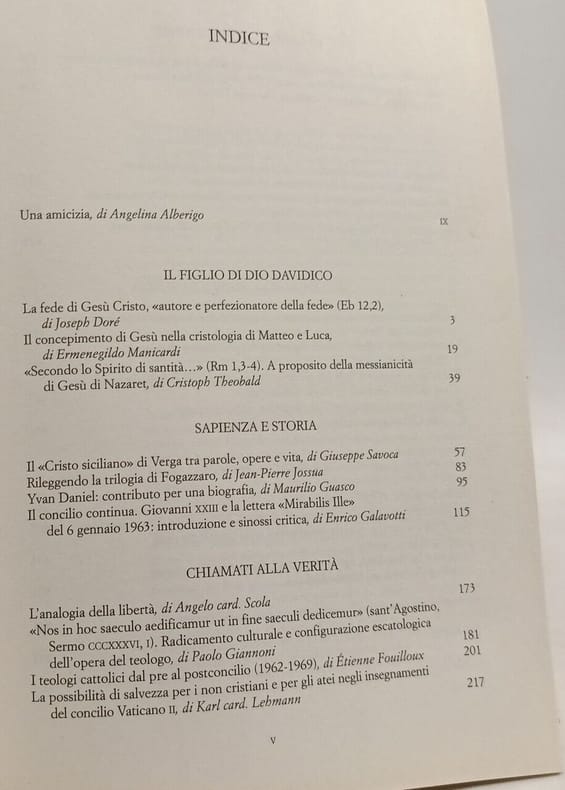 INDICE
Una amicizia, di Angelina Alberigo IX
IL FIGLIO DI DIO DAVIDICO
La fede di Gesù Cristo, «autore e perfezionatore della fede» (Eb 12,2),
di Joseph Doré 3
Il concepimento di Gesù nella cristologia di Matteo e Luca,
di Ermenegildo Manicardi 19
«Secondo lo Spirito di santità...» (Rm 1,3-4). A proposito della messianicità
di Gesù di Nazaret, di Cristoph Theobald 39
SAPIENZA E STORIA
Il «Cristo siciliano» di Verga tra parole, opere e vita, di Giuseppe Savoca 57
Rileggendo la trilogia di Fogazzaro, di Jean-Pierre Jossua 83
Yvan Daniel: contributo per una biografia, di Maurilio Guasco 95
Il concilio continua. Giovanni XXIII e la lettera «Mirabilis Ille»
del 6 gennaio 1963: introduzione e sinossi critica, di Enrico Galavotti 115
CHIAMATI ALLA VERITÀ
L'analogia della libertà, di Angelo card. Scola 173
«Nos in hoc saeculo aedificamur ut in fine saeculi dedicemur» (sant'Agostino,
Sermo CCCXXXVI, I). Radicamento culturale e configurazione escatologica
dell'opera del teologo, di Paolo Giannoni 181
I teologi cattolici dal pre al postconcilio (1962-1969), di Étienne Fouilloux 201
La possibilità di salvezza per i non cristiani e per gli atei negli insegnamenti
del concilio Vaticano II, di Karl card. Lehmann 217
V